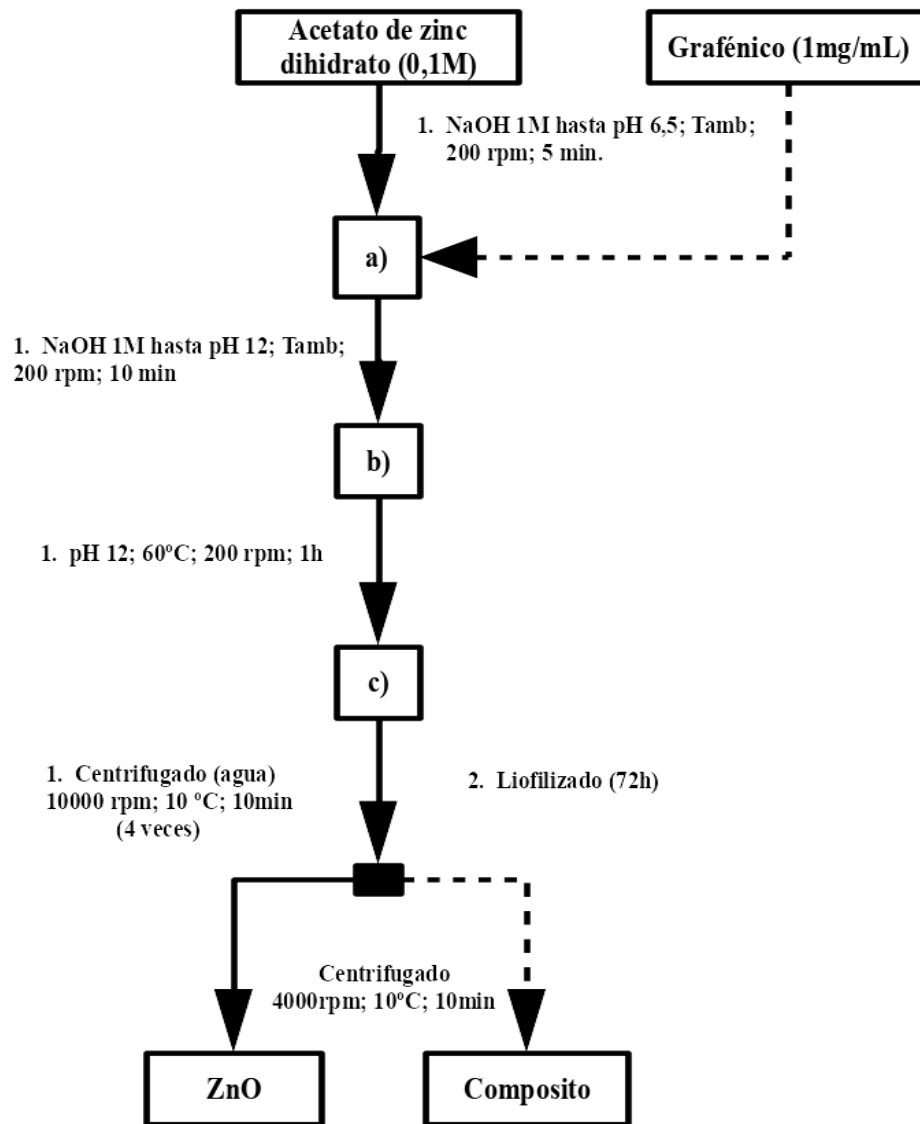 Acetato de zinc
dihidrato (0,1M)
Grafénico (1mg/mL)
1. NaOH 1M hasta pH 6,5; Tamb;
200 rpm; 5 min.
a)
1. NaOH 1M hasta pH 12; Tamb;
200 rpm; 10 min
b)
1. pH 12; 60ºC; 200 rpm; 1h
c)
1. Centrifugado (agua)
10000 rpm; 10 ºC; 10min
(4 veces)
2. Liofilizado (72h)
Centrifugado
4000rpm; 10ºC; 10min
ZnO
Composito